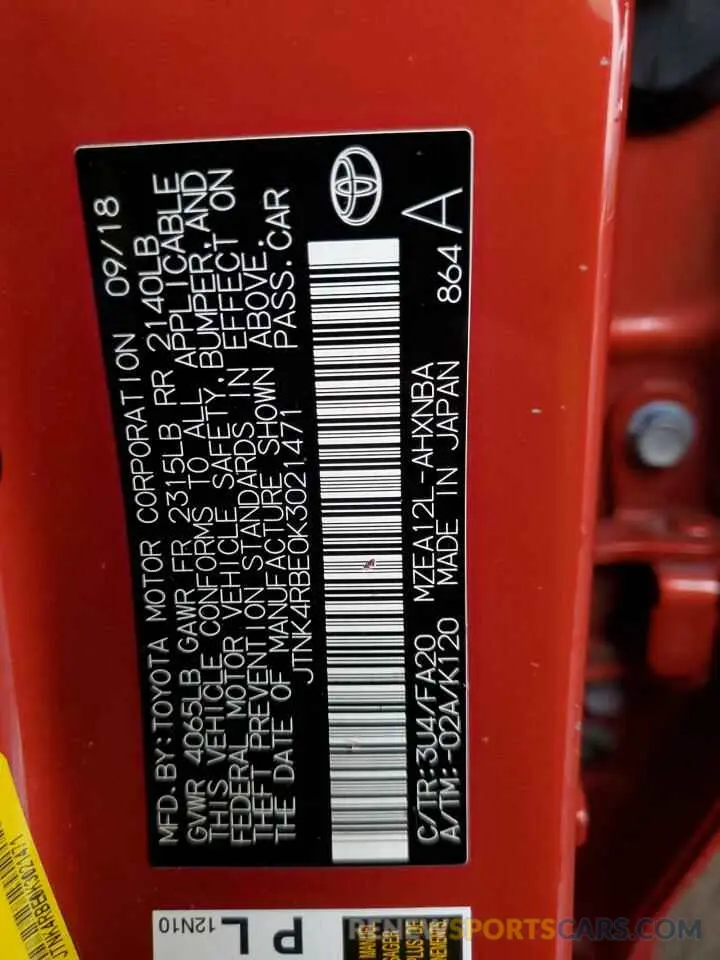 MFD. BY: TOYOTA MOTOR CORPORATION 09/18
GVWR 4065LB GAWR FR 2315LB RR 2140LB
THIS VEHICLE CONFORMS TO ALL APPLICABLE
FEDERAL MOTOR VEHICLE SAFETY, BUMPER, AND
THEFT PREVENTION STANDARDS IN EFFECT ON
THE DATE OF MANUFACTURE SHOWN ABOVE.
JTNK4RBE0K3021471 PASS. CAR
C/TR: 3U4/FA20 MZEA12L-AHXNBA
A/TM: -02A/K120 MADE IN JAPAN 864 A
JTNK4RBE0K3021471
12N10
PL
RENEWSPORTSCARS.COM